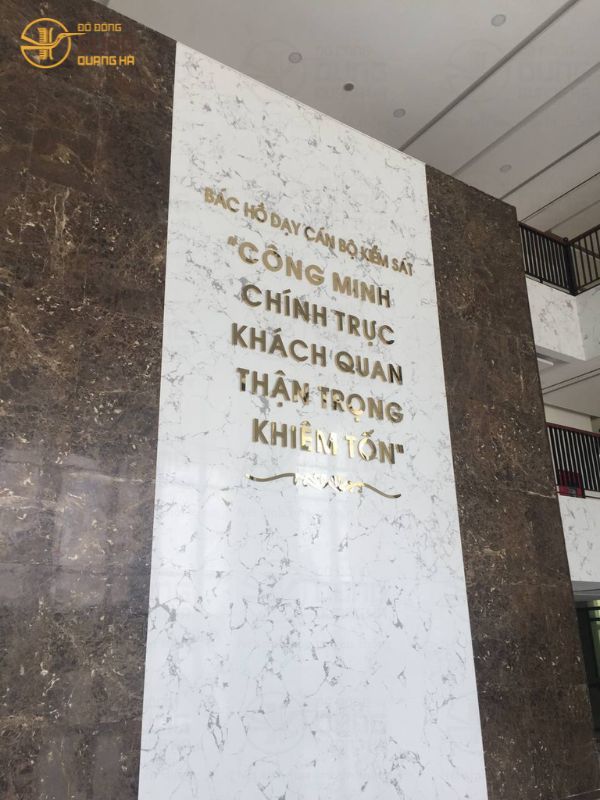 ĐỒ ĐỒNG
QUANG HÀ
BÁC HỒ DẠY CÁN BỘ KIỂM SÁT
"CÔNG MINH
CHÍNH TRỰC
KHÁCH QUAN
THẬN TRỌNG
KHIÊM TỐN"